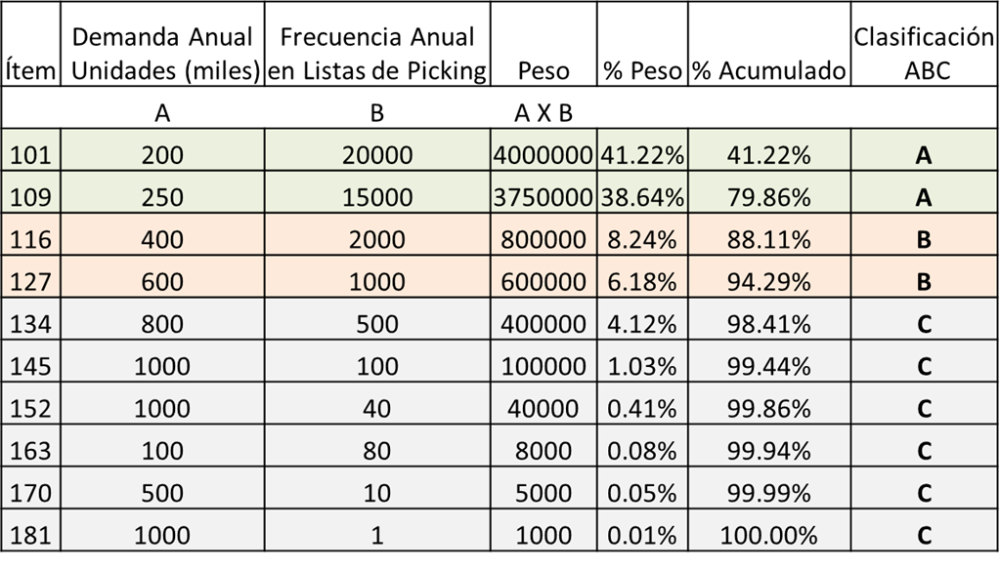 Ítem Demanda Anual Unidades (miles) Frecuencia Anual en Listas de Picking Peso % Peso % Acumulado Clasificación ABC
A B A X B
101 200 20000 4000000 41.22% 41.22% A
109 250 15000 3750000 38.64% 79.86% A
116 400 2000 800000 8.24% 88.11% B
127 600 1000 600000 6.18% 94.29% B
134 800 500 400000 4.12% 98.41% C
145 1000 100 100000 1.03% 99.44% C
152 1000 40 40000 0.41% 99.86% C
163 100 80 8000 0.08% 99.94% C
170 500 10 5000 0.05% 99.99% C
181 1000 1 1000 0.01% 100.00% C